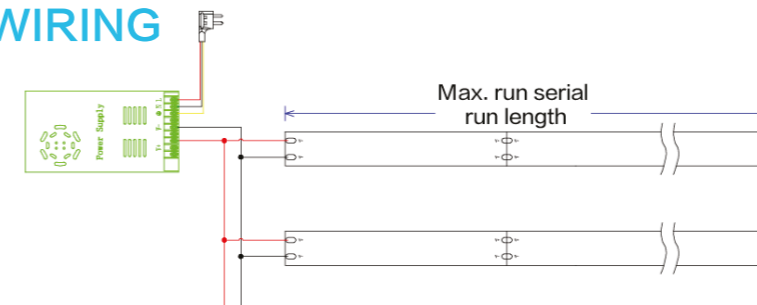 WIRING
Max. run serial
run length
Power Supply
L
N
V-
V+